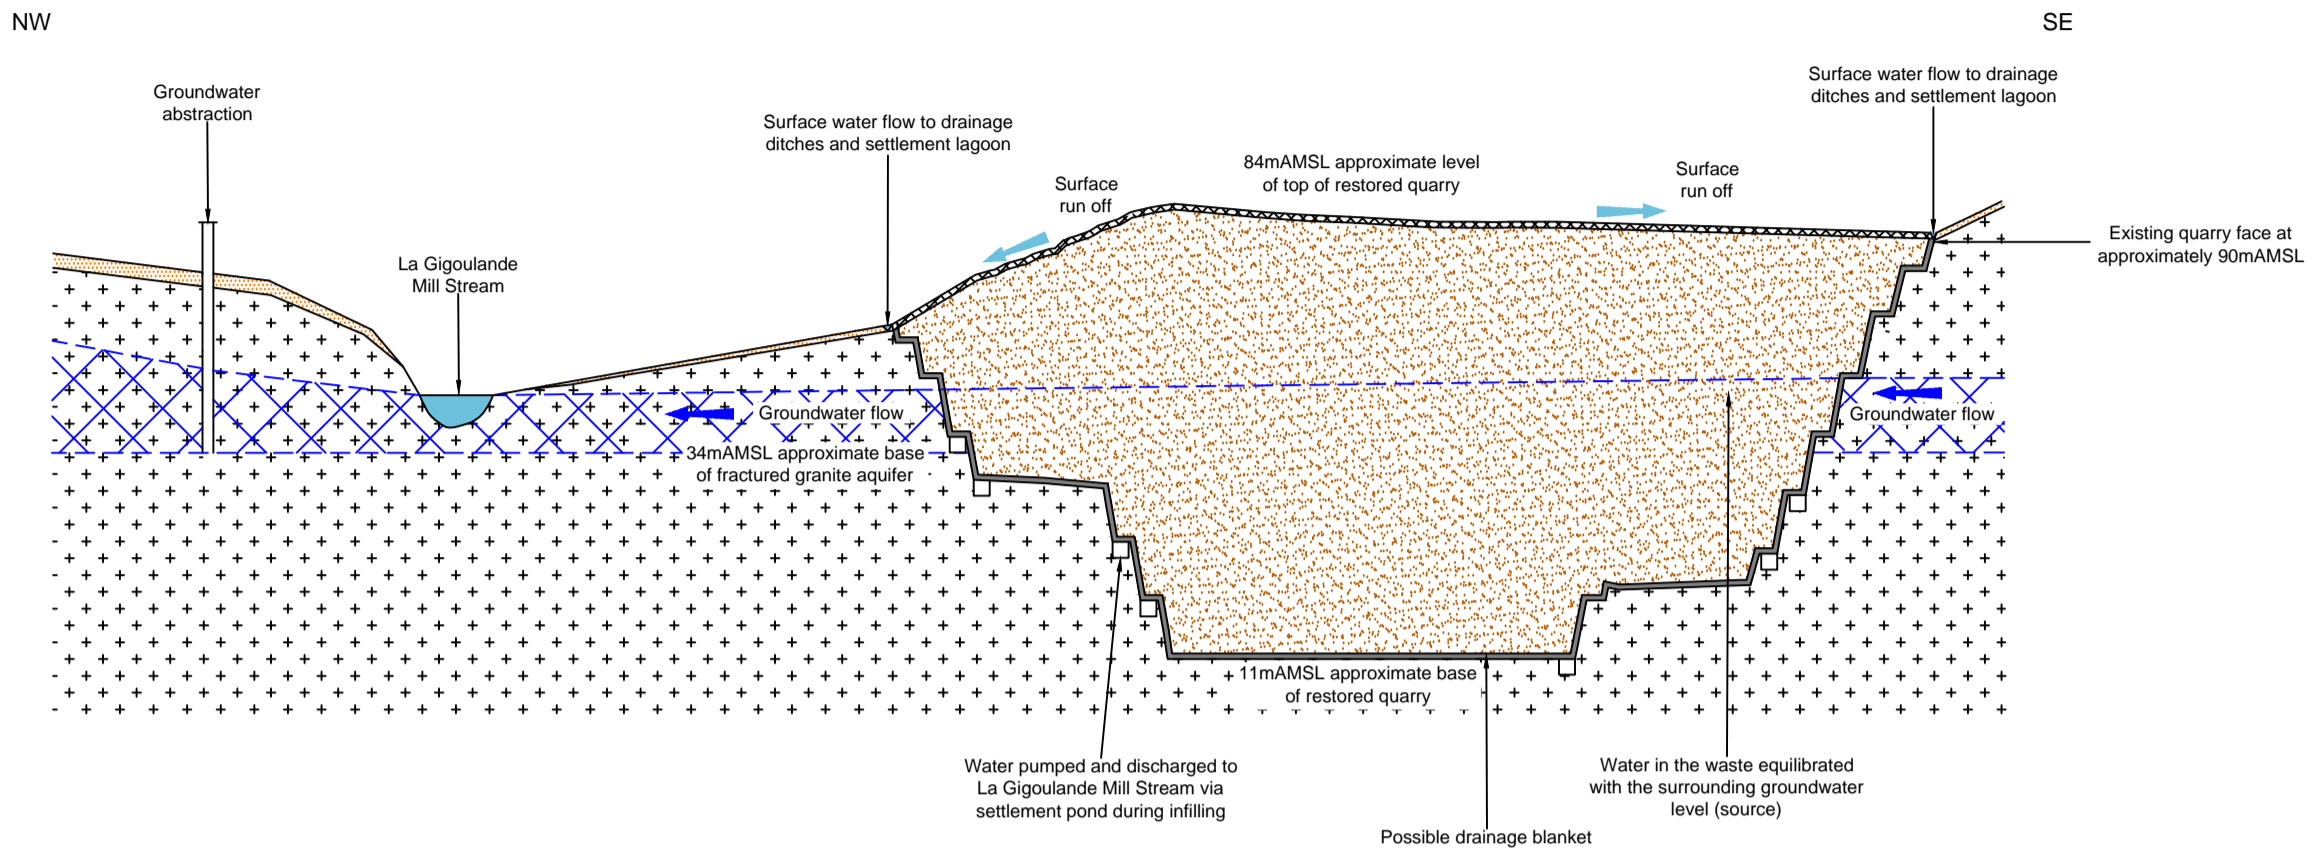 NW
SE
Groundwater
abstraction
La Gigoulande
Mill Stream
Surface water flow to drainage
ditches and settlement lagoon
Surface
run off
84mAMSL approximate level
of top of restored quarry
Surface
run off
Surface water flow to drainage
ditches and settlement lagoon
Existing quarry face at
approximately 90mAMSL
Groundwater flow
Groundwater flow
34mAMSL approximate base
of fractured granite aquifer
11mAMSL approximate base
of restored quarry
Water pumped and discharged to
La Gigoulande Mill Stream via
settlement pond during infilling
Possible drainage blanket
Water in the waste equilibrated
with the surrounding groundwater
level (source)